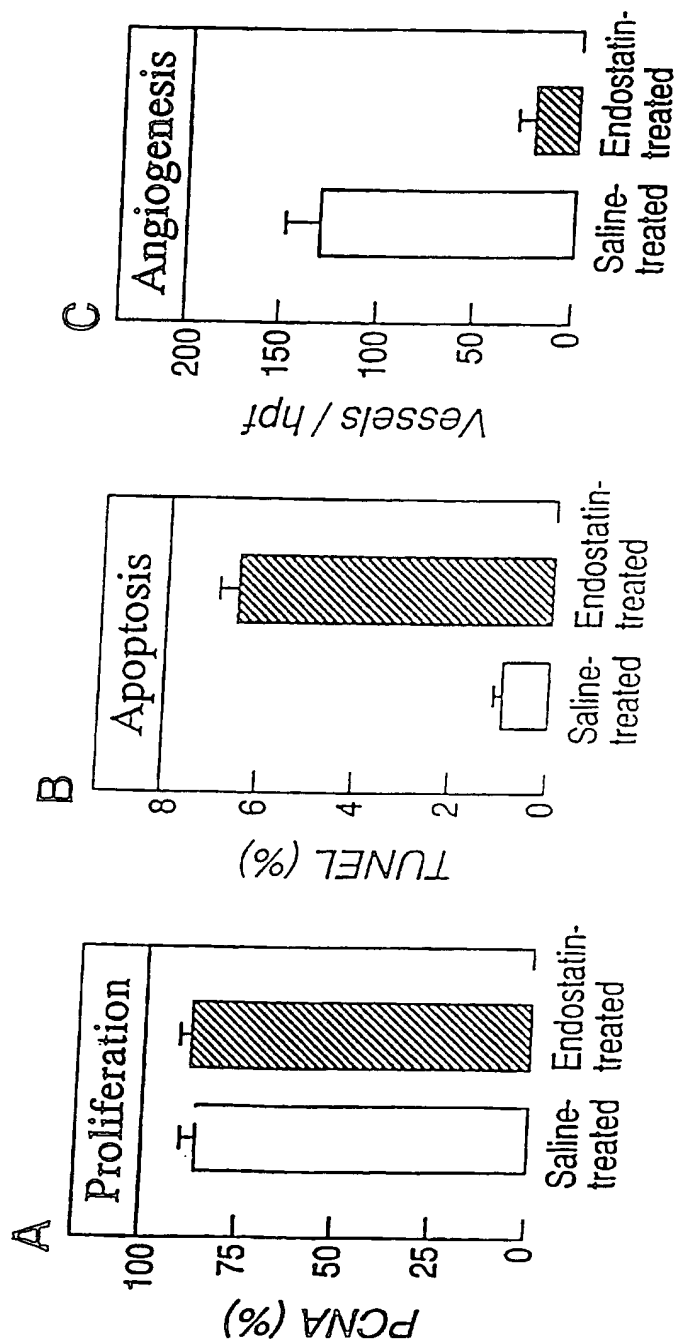 A
Proliferation
PCNA (%)
100
75
50
25
0
Saline-
treated
Endostatin-
treated
B
Apoptosis
TUNEL (%)
8
6
4
2
0
Saline-
treated
Endostatin-
treated
C
Angiogenesis
Vessels / hpf
200
150
100
50
0
Saline-
treated
Endostatin-
treated